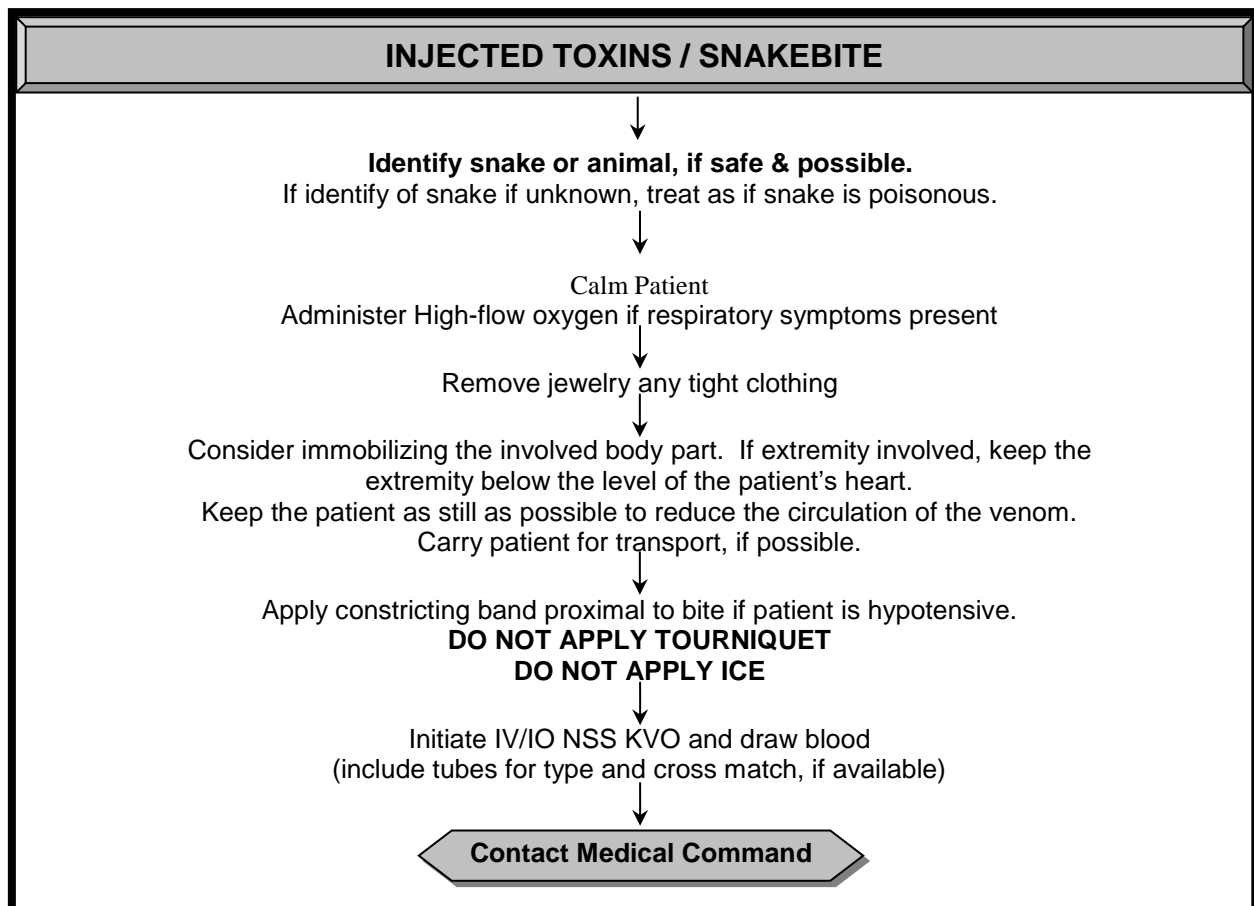 INJECTED TOXINS / SNAKEBITE
Identify snake or animal, if safe & possible.
If identify of snake if unknown, treat as if snake is poisonous.
Calm Patient
Administer High-flow oxygen if respiratory symptoms present
Remove jewelry any tight clothing
Consider immobilizing the involved body part.  If extremity involved, keep the
extremity below the level of the patient's heart.
Keep the patient as still as possible to reduce the circulation of the venom.
Carry patient for transport, if possible.
Apply constricting band proximal to bite if patient is hypotensive.
DO NOT APPLY TOURNIQUET
DO NOT APPLY ICE
Initiate IV/IO NSS KVO and draw blood
(include tubes for type and cross match, if available)
Contact Medical Command